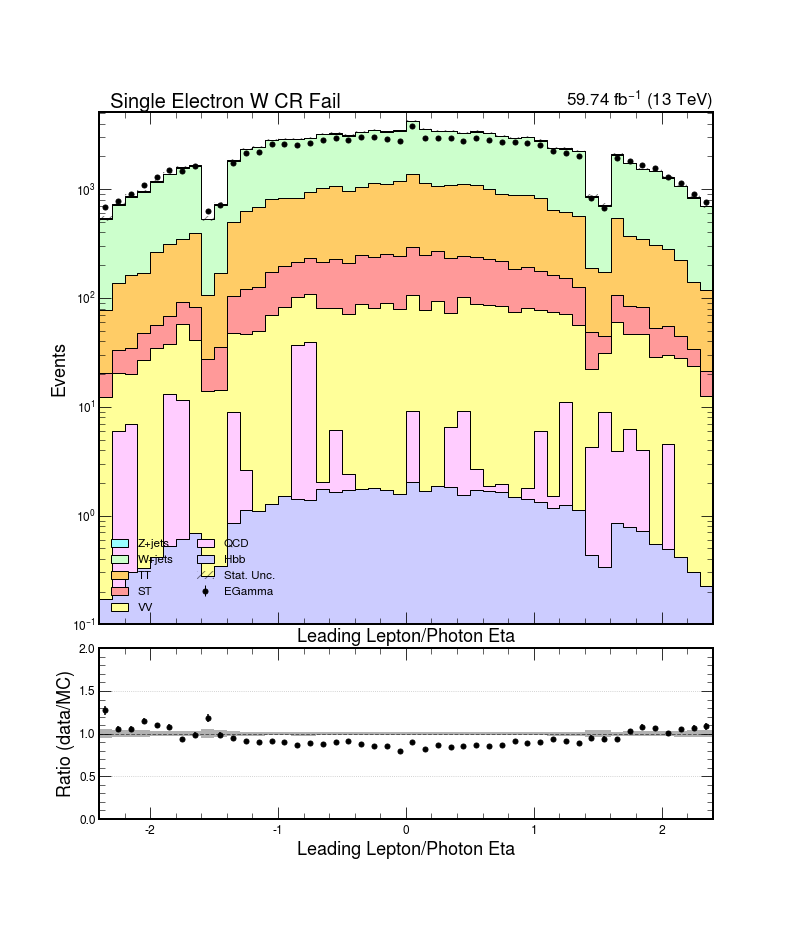 Single Electron W CR Fail
59.74 fb⁻¹ (13 TeV)
Events
10³
10²
10¹
10⁰
10⁻¹
Z+jets
W+jets
TT
ST
VV
QCD
Hbb
Stat. Unc.
EGamma
Leading Lepton/Photon Eta
Ratio (data/MC)
2.0
1.5
1.0
0.5
0.0
-2 -1 0 1 2
Leading Lepton/Photon Eta